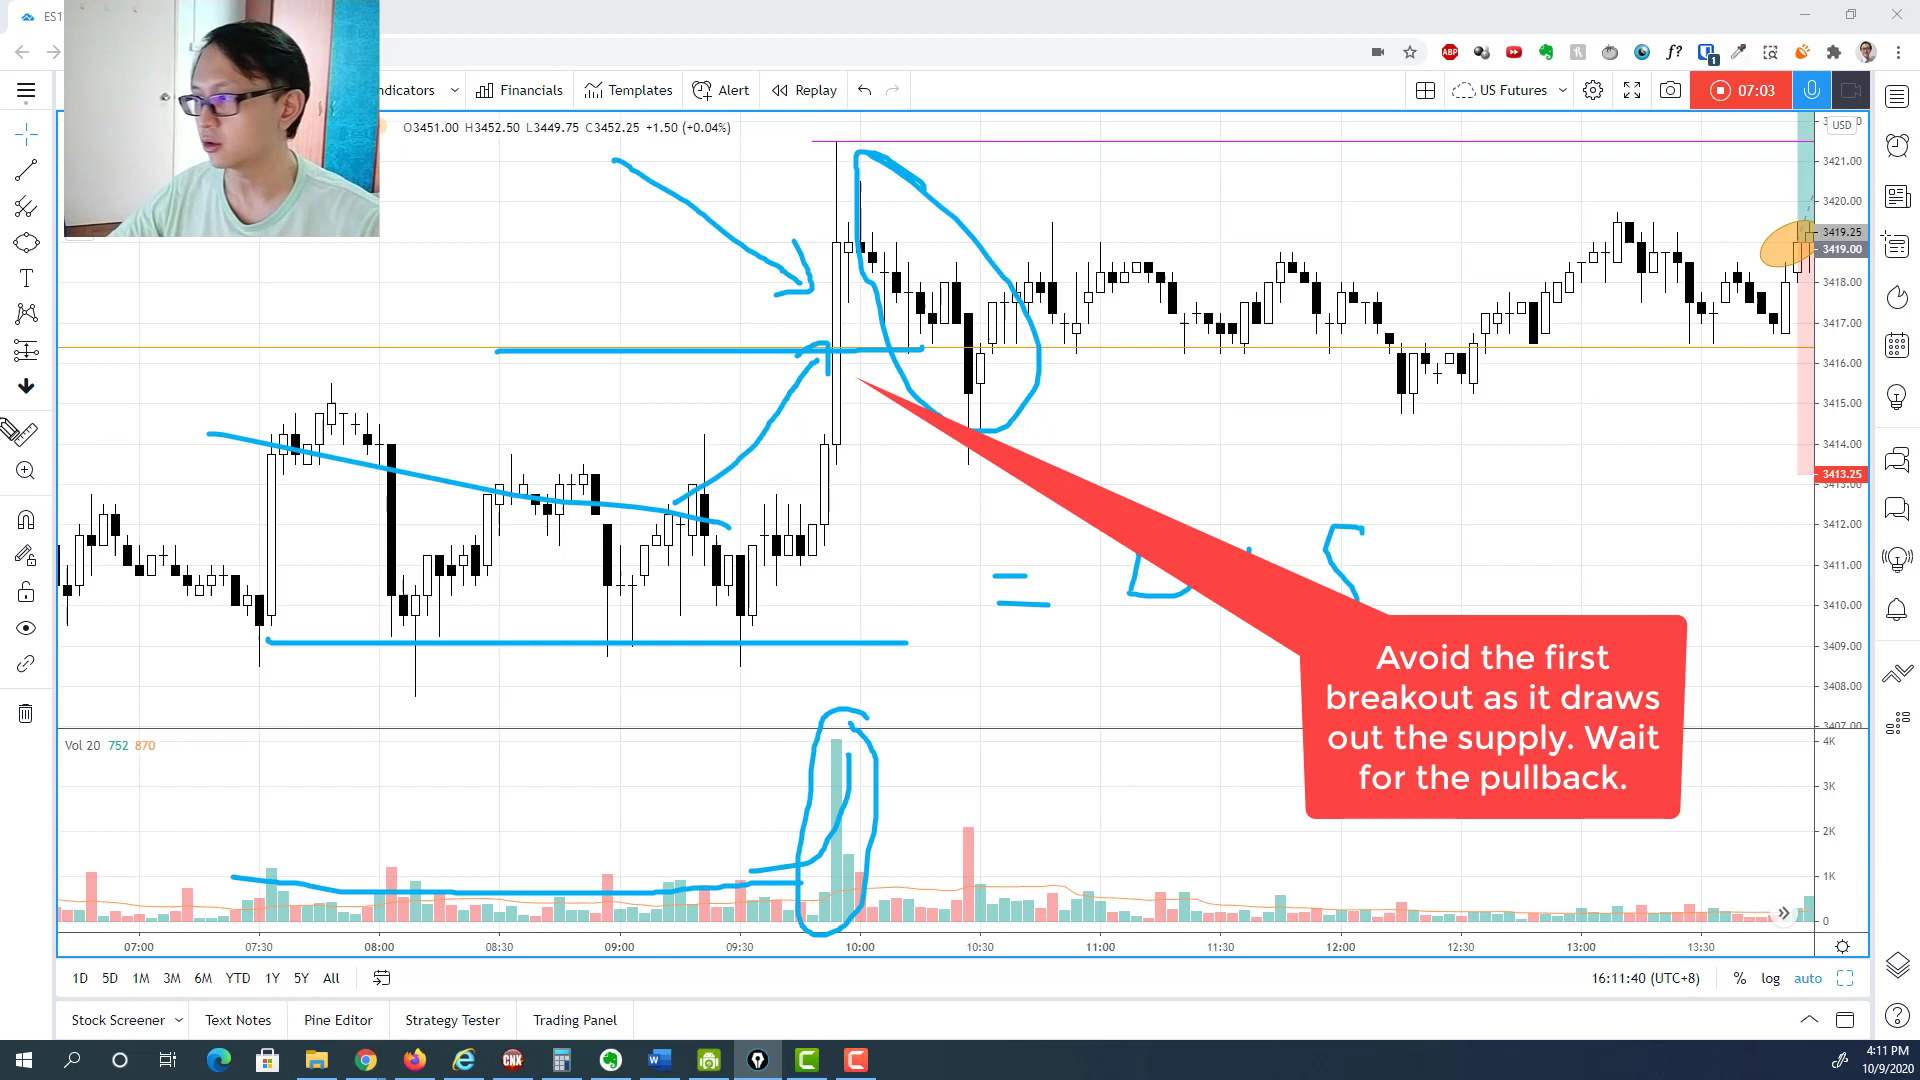 ES1
ndicators
Financials
Templates
Alert
Replay
US Futures
07:03
O3451.00 H3452.50 L3449.75 C3452.25 +1.50 (+0.04%)
USD
3421.00
3420.00
3419.25
3419.00
3418.00
3417.00
3416.00
3415.00
3414.00
3413.25
3413.00
3412.00
3411.00
3410.00
3409.00
3408.00
3407.00
Avoid the first
breakout as it draws
out the supply. Wait
for the pullback.
Vol 20 752 870
4K
3K
2K
1K
0
07:00 07:30 08:00 08:30 09:00 09:30 10:00 10:30 11:00 11:30 12:00 12:30 13:00 13:30
1D 5D 1M 3M 6M YTD 1Y 5Y All
16:11:40 (UTC+8) % log auto
Stock Screener Text Notes Pine Editor Strategy Tester Trading Panel
4:11 PM
10/9/2020